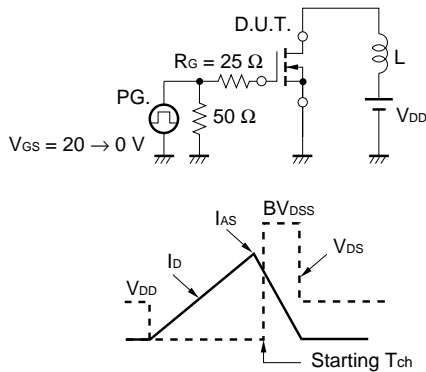 D.U.T.
RG = 25 Ω
L
PG.
50 Ω
VDD
VGS = 20 → 0 V
BVDSS
IAS
ID
VDS
VDD
Starting Tch